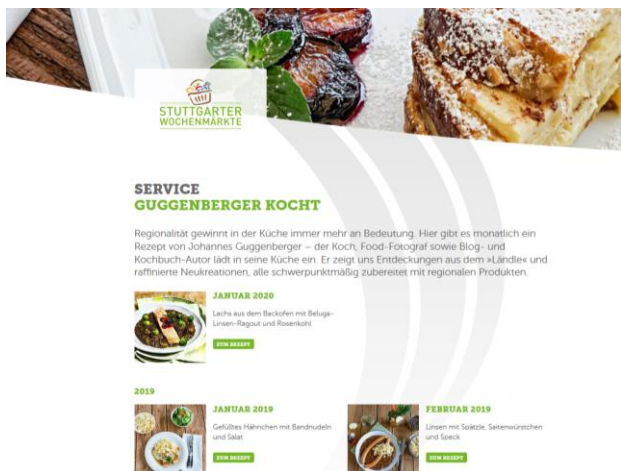 STUTTGARTER
WOCHENMÄRKTE
SERVICE
GUGGENBERGER KOCHT
Regionalität gewinnt in der Küche immer mehr an Bedeutung. Hier gibt es monatlich ein
Rezept von Johannes Guggenberger – der Koch, Food-Fotograf sowie Blog- und
Kochbuch-Autor lädt in seine Küche ein. Er zeigt uns Entdeckungen aus dem »Ländle« und
raffinierte Neukreationen, alle schwerpunktmäßig zubereitet mit regionalen Produkten.
JANUAR 2020
Lachs aus dem Backofen mit Beluga-
Linsen-Ragout und Rosenkohl
ZUM REZEPT
2019
JANUAR 2019
Gefülltes Hähnchen mit Bandnudeln
und Salat
ZUM REZEPT
FEBRUAR 2019
Linsen mit Spätzle, Saitenwürstchen
und Speck
ZUM REZEPT